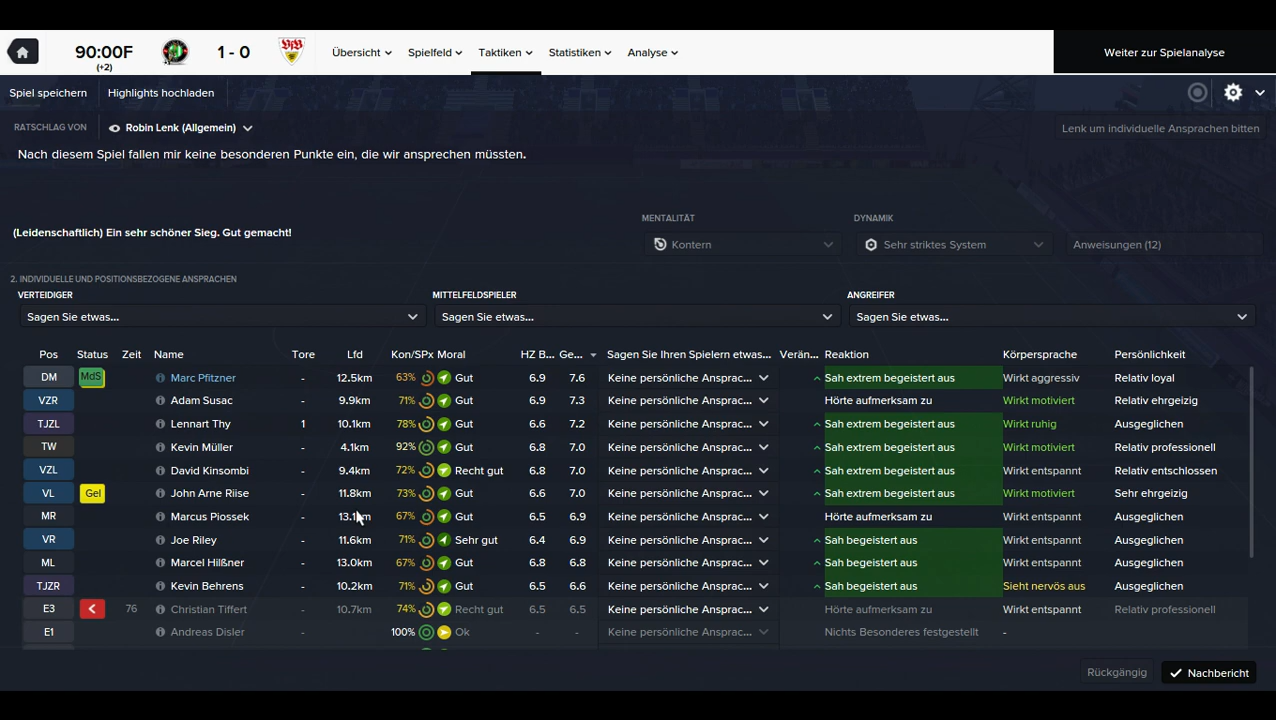 90:00F 1 - 0 Übersicht Spielfeld Taktiken Statistiken Analyse Weiter zur Spielanalyse
(+2)
Spiel speichern Highlights hochladen
RATSCHLAG VON Robin Lenk (Allgemein) Lenk um individuelle Ansprachen bitten
Nach diesem Spiel fallen mir keine besonderen Punkte ein, die wir ansprechen müssten.
MENTALITÄT DYNAMIK
(Leidenschaftlich) Ein sehr schöner Sieg. Gut gemacht!
Kontern Sehr striktes System Anweisungen (12)
2. INDIVIDUELLE UND POSITIONSBEZOGENE ANSPRACHEN
VERTEIDIGER MITTELFELDSPIELER ANGREIFER
Sagen Sie etwas... Sagen Sie etwas... Sagen Sie etwas...
Pos Status Zeit Name Tore Lfd Kon/SPx Moral HZ B... Ge... Sagen Sie Ihren Spielern etwas... Verän... Reaktion Körpersprache Persönlichkeit
DM MdS Marc Pfitzner - 12.5km 63% Gut 6.9 7.6 Keine persönliche Ansprac... Sah extrem begeistert aus Wirkt aggressiv Relativ loyal
VZR Adam Susac - 9.9km 71% Gut 6.9 7.3 Keine persönliche Ansprac... Hörte aufmerksam zu Wirkt motiviert Relativ ehrgeizig
TJZL Lennart Thy 1 10.1km 78% Gut 6.6 7.2 Keine persönliche Ansprac... Sah extrem begeistert aus Wirkt ruhig Ausgeglichen
TW Kevin Müller - 4.1km 92% Gut 6.8 7.0 Keine persönliche Ansprac... Sah extrem begeistert aus Wirkt motiviert Relativ professionell
VZL David Kinsombi - 9.4km 72% Recht gut 6.8 7.0 Keine persönliche Ansprac... Sah extrem begeistert aus Wirkt entspannt Relativ entschlossen
VL Gel John Arne Riise - 11.8km 73% Gut 6.6 7.0 Keine persönliche Ansprac... Sah extrem begeistert aus Wirkt motiviert Sehr ehrgeizig
MR Marcus Piossek - 67% Gut 6.5 6.9 Keine persönliche Ansprac... Hörte aufmerksam zu Wirkt entspannt Ausgeglichen
VR Joe Riley - 11.6km 71% Sehr gut 6.4 6.9 Keine persönliche Ansprac... Sah begeistert aus Wirkt entspannt Ausgeglichen
ML Marcel Hilßner - 13.0km 67% Gut 6.8 6.8 Keine persönliche Ansprac... Sah begeistert aus Wirkt entspannt Ausgeglichen
TJZR Kevin Behrens - 10.2km 71% Gut 6.6 6.6 Keine persönliche Ansprac... Sah begeistert aus Sieht nervös aus Ausgeglichen
E3 76 Christian Tiffert - 10.7km 74% Recht gut 6.5 6.5 Keine persönliche Ansprac... Hörte aufmerksam zu Wirkt entspannt Relativ professionell
E1 Andreas Disler - 100% Ok - - Keine persönliche Ansprac... Nichts Besonderes festgestellt -
Rückgängig Nachbericht